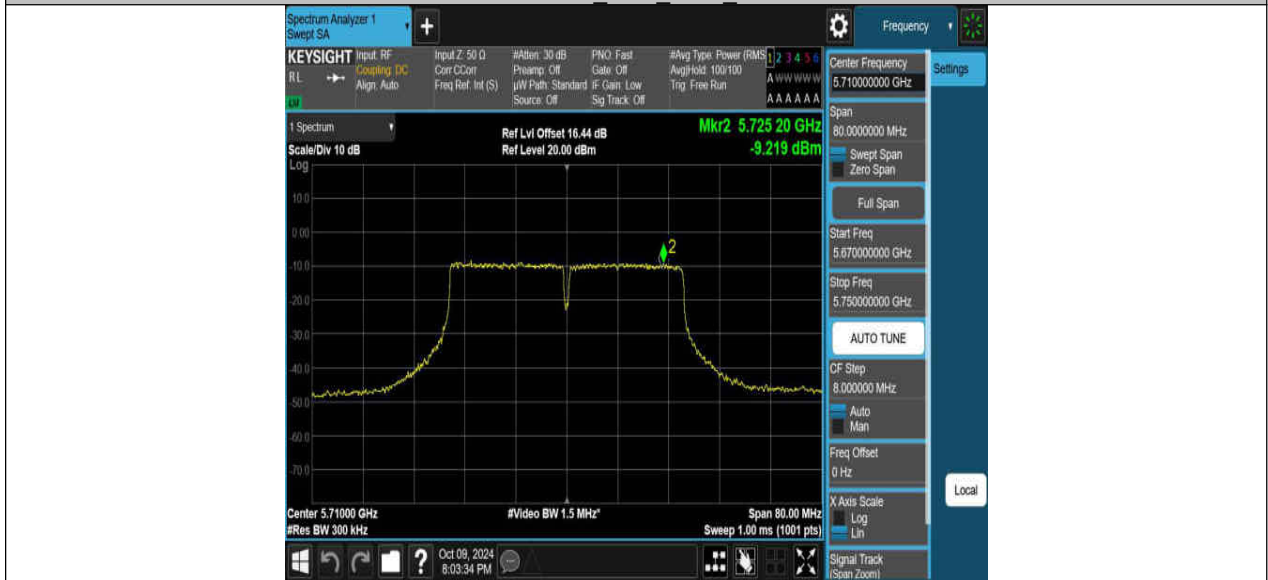 Spectrum Analyzer 1
Swept SA
+
Frequency
KEYSIGHT
RL
LM
Input: RF
Coupling: DC
Align: Auto
Input Z: 50 Ω
Corr CCorr
Freq Ref: Int (S)
#Atten: 30 dB
Preamp: Off
µW Path: Standard
Source: Off
PNO: Fast
Gate: Off
IF Gain: Low
Sig Track: Off
#Avg Type: Power (RMS
Avg|Hold: 100/100
Trig: Free Run
1 2 3 4 5 6
A W W W W W
A A A A A A
1 Spectrum
Scale/Div 10 dB
Log
Ref Lvl Offset 16.44 dB
Ref Level 20.00 dBm
Mkr2 5.725 20 GHz
-9.219 dBm
10.0
0.00
-10.0
-20.0
-30.0
-40.0
-50.0
-60.0
-70.0
2
Center 5.71000 GHz
#Res BW 300 kHz
#Video BW 1.5 MHz*
Span 80.00 MHz
Sweep 1.00 ms (1001 pts)
?
Oct 09, 2024
8:03:34 PM
Center Frequency
5.710000000 GHz
Span
80.0000000 MHz
Swept Span
Zero Span
Full Span
Start Freq
5.670000000 GHz
Stop Freq
5.750000000 GHz
AUTO TUNE
CF Step
8.000000 MHz
Auto
Man
Freq Offset
0 Hz
X Axis Scale
Log
Lin
Signal Track
(Span Zoom)
Settings
Local